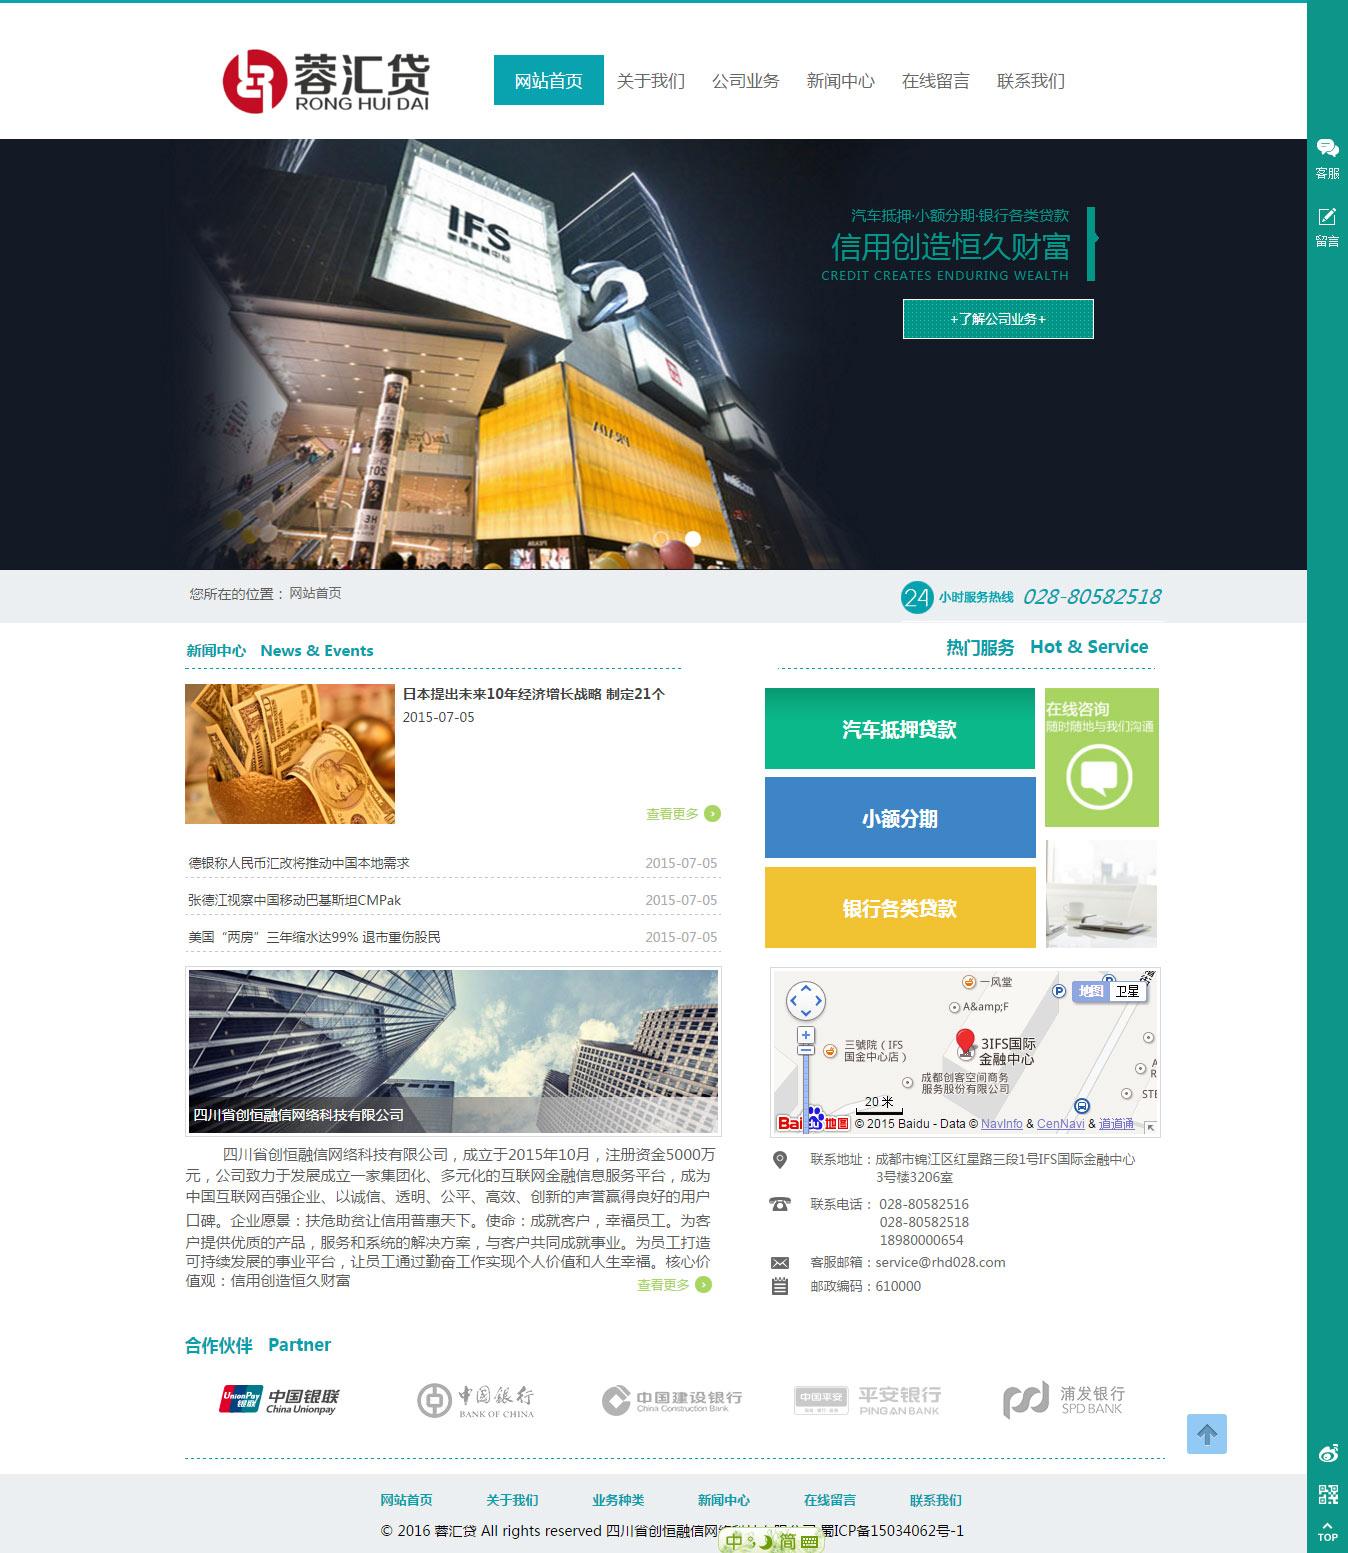 蓉汇贷
RONG HUI DAI
网站首页
关于我们
公司业务
新闻中心
在线留言
联系我们
客服
留言
IFS
汽车抵押·小额分期·银行各类贷款
信用创造恒久财富
CREDIT CREATES ENDURING WEALTH
+了解公司业务+
PRADA
您所在的位置：网站首页
24 小时服务热线 028-80582518
新闻中心 News & Events
日本提出未来10年经济增长战略 制定21个
2015-07-05
查看更多
德银称人民币汇改将推动中国本地需求 2015-07-05
张德江视察中国移动巴基斯坦CMPak 2015-07-05
美国“两房”三年缩水达99% 退市重伤股民 2015-07-05
热门服务 Hot & Service
汽车抵押贷款
小额分期
银行各类贷款
在线咨询
随时随地与我们沟通
四川省创恒融信网络科技有限公司
四川省创恒融信网络科技有限公司，成立于2015年10月，注册资金5000万
元，公司致力于发展成立一家集团化、多元化的互联网金融信息服务平台，成为
中国互联网百强企业、以诚信、透明、公平、高效、创新的声誉赢得良好的用户
口碑。企业愿景：扶危助贫让信用普惠天下。使命：成就客户，幸福员工。为客
户提供优质的产品，服务和系统的解决方案，与客户共同成就事业。为员工打造
可持续发展的事业平台，让员工通过勤奋工作实现个人价值和人生幸福。核心价
值观：信用创造恒久财富
查看更多
一风堂
A&amp;F
P
P
地图 卫星
三號院（IFS
国金中心店）
3IFS国际
金融中心
成都创客空间商务
服务股份有限公司
STE
20 米
Bai du 地图 © 2015 Baidu - Data © NavInfo & CenNavi & 道道通
联系地址：成都市锦江区红星路三段1号IFS国际金融中心
3号楼3206室
联系电话： 028-80582516
028-80582518
18980000654
客服邮箱：service@rhd028.com
邮政编码：610000
合作伙伴 Partner
UnionPay
银联
中国银联
China Unionpay
中国银行
BANK OF CHINA
中国建设银行
China Construction Bank
中国平安
平安银行
PING AN BANK
浦发银行
SPD BANK
网站首页
关于我们
业务种类
新闻中心
在线留言
联系我们
© 2016 蓉汇贷 All rights reserved 四川省创恒融信网络科技有限公司 蜀ICP备15034062号-1
中 简
TOP